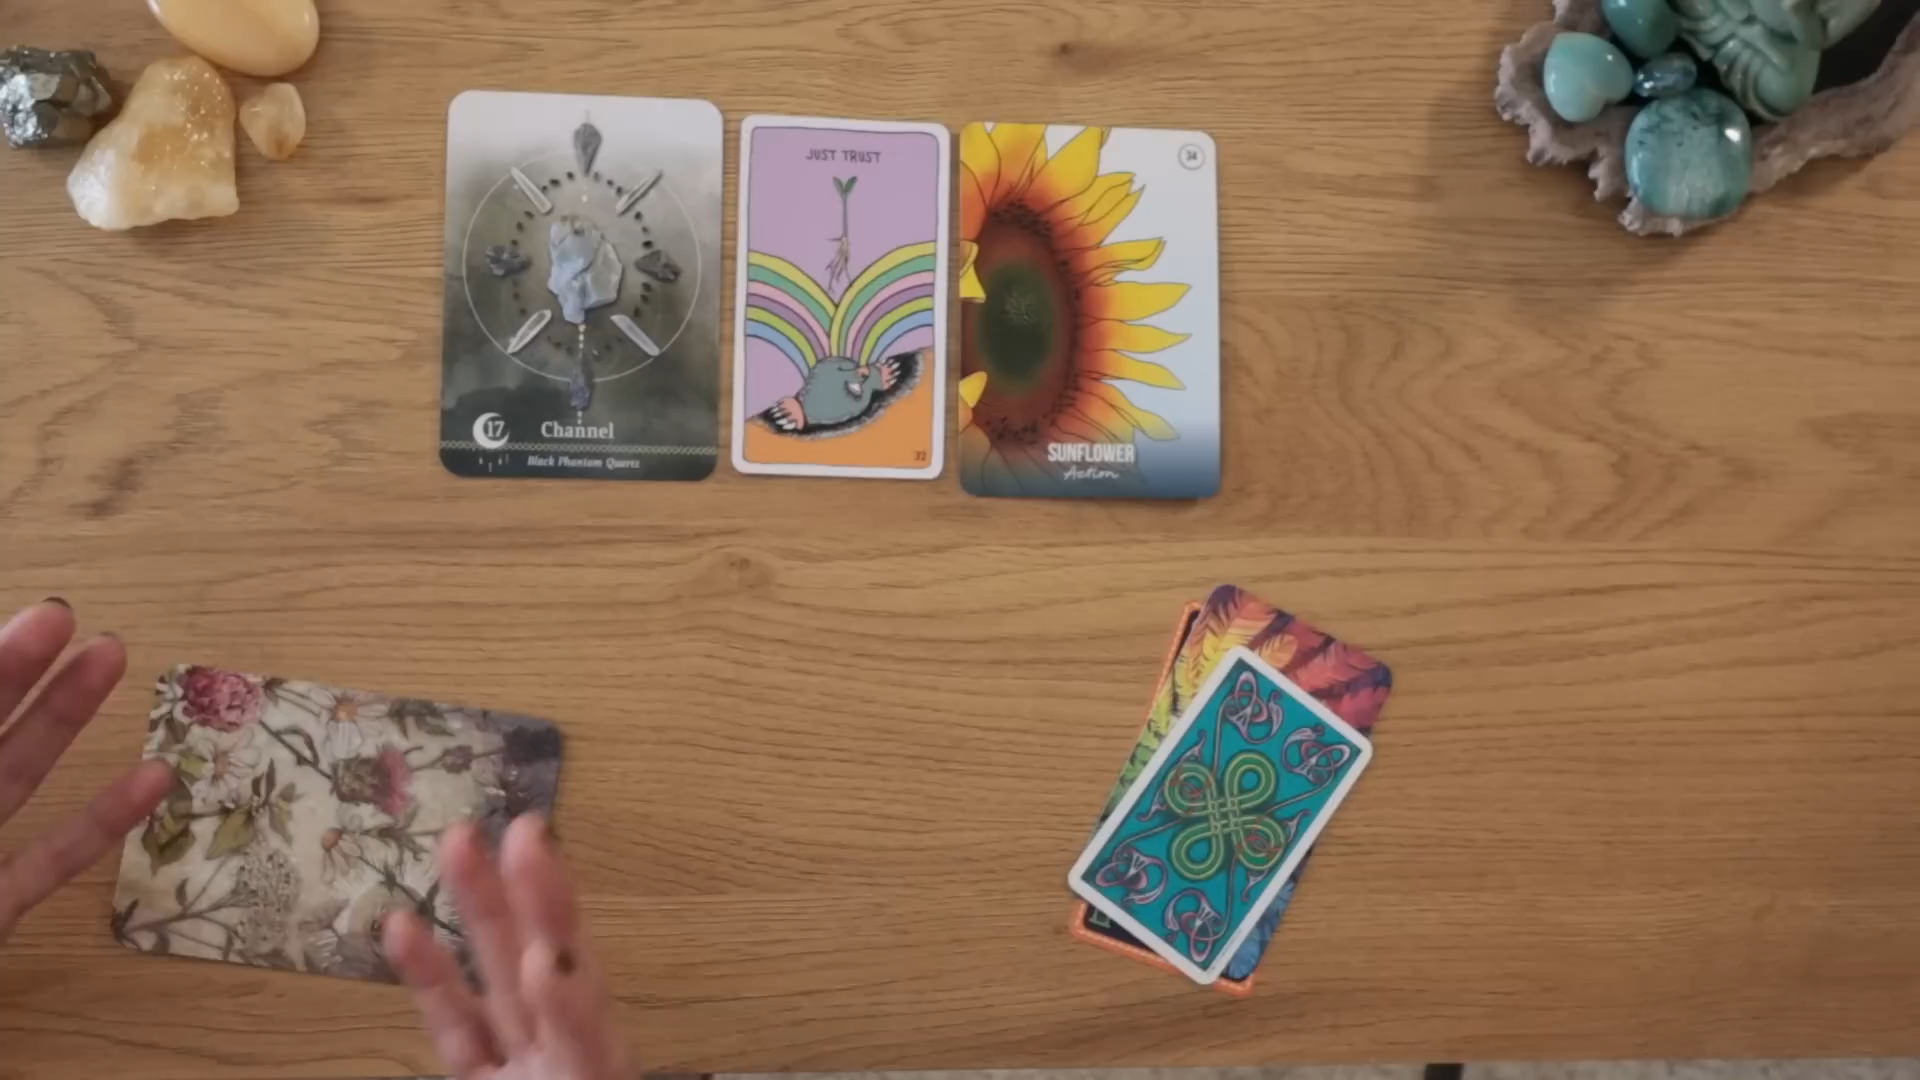 17 Channel
Black Phantom Quartz
JUST TRUST
32
34
SUNFLOWER
Action